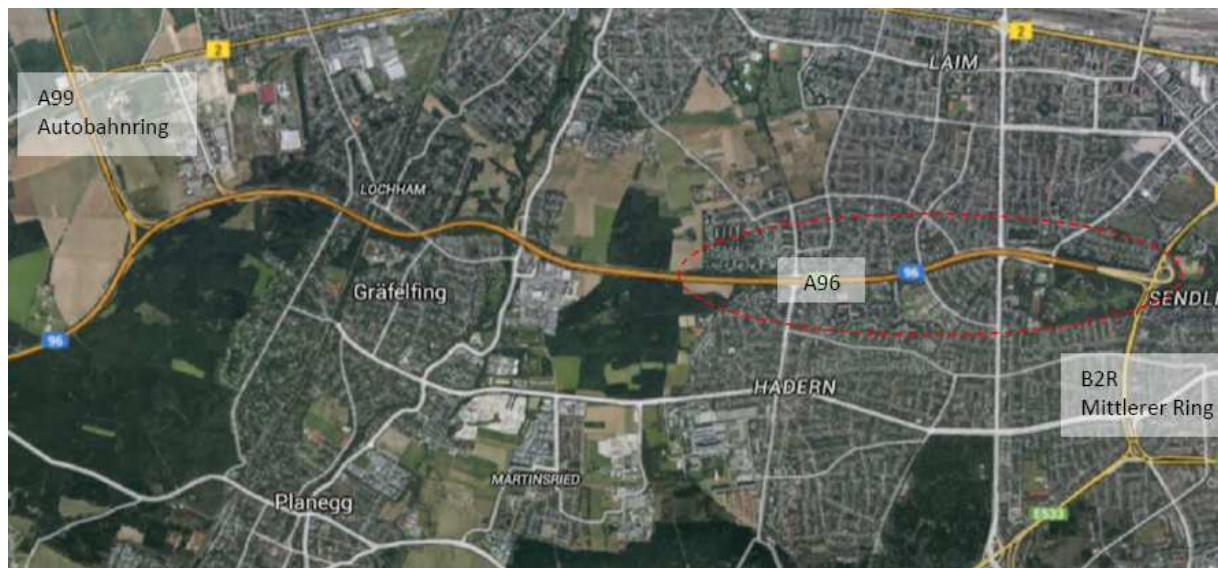 2
2
LAIM
A99
Autobahnring
LOCHHAM
96
A96
Gräfelfing
SENDL
96
B2R
Mittlerer Ring
HADERN
MARTINSRIED
Planegg
E533